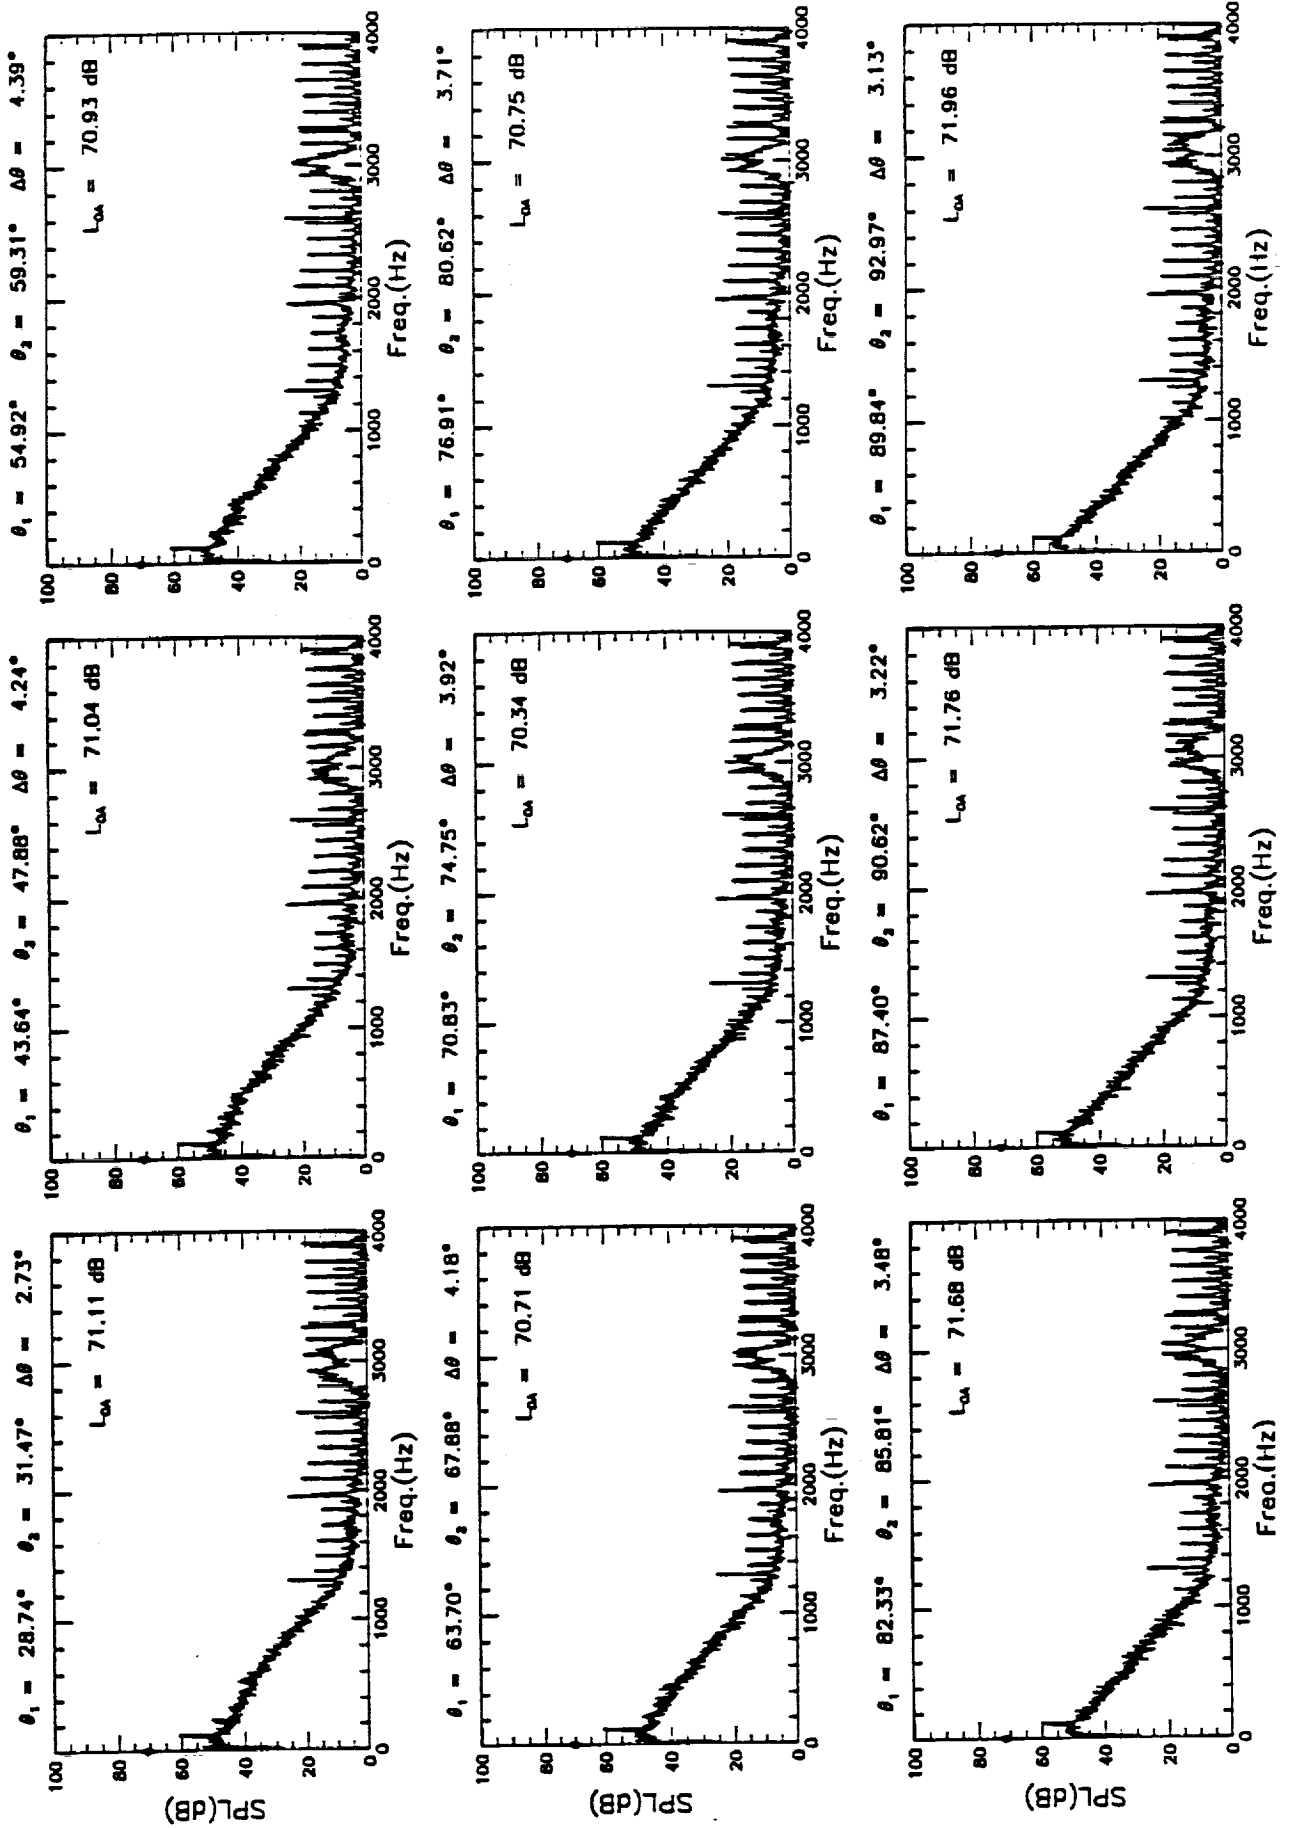 θ₁ = 28.74° θ₂ = 31.47° Δθ = 2.73°
L_OA = 71.11 dB
SPL(dB)
100
80
60
40
20
0 1000 2000 3000 4000
Freq.(Hz)
θ₁ = 43.64° θ₂ = 47.88° Δθ = 4.24°
L_OA = 71.04 dB
100
80
60
40
20
0 1000 2000 3000 4000
Freq.(Hz)
θ₁ = 54.92° θ₂ = 59.31° Δθ = 4.39°
L_OA = 70.93 dB
100
80
60
40
20
0 1000 2000 3000 4000
Freq.(Hz)
θ₁ = 63.70° θ₂ = 67.88° Δθ = 4.18°
L_OA = 70.71 dB
SPL(dB)
100
80
60
40
20
0 1000 2000 3000 4000
Freq.(Hz)
θ₁ = 70.83° θ₂ = 74.75° Δθ = 3.92°
L_OA = 70.34 dB
100
80
60
40
20
0 1000 2000 3000 4000
Freq.(Hz)
θ₁ = 76.91° θ₂ = 80.62° Δθ = 3.71°
L_OA = 70.75 dB
100
80
60
40
20
0 1000 2000 3000 4000
Freq.(Hz)
θ₁ = 82.33° θ₂ = 85.81° Δθ = 3.48°
L_OA = 71.68 dB
SPL(dB)
100
80
60
40
20
0 1000 2000 3000 4000
Freq.(Hz)
θ₁ = 87.40° θ₂ = 90.62° Δθ = 3.22°
L_OA = 71.76 dB
100
80
60
40
20
0 1000 2000 3000 4000
Freq.(Hz)
θ₁ = 89.84° θ₂ = 92.97° Δθ = 3.13°
L_OA = 71.96 dB
100
80
60
40
20
0 1000 2000 3000 4000
Freq.(Hz)